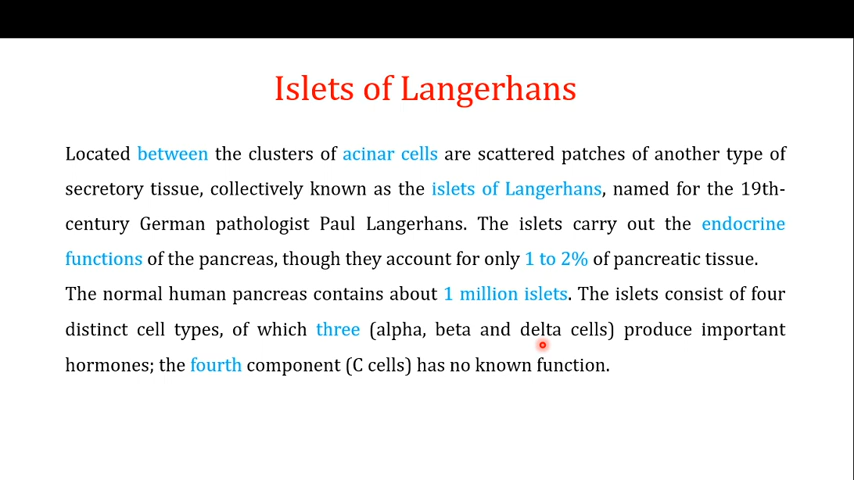 Islets of Langerhans
Located between the clusters of acinar cells are scattered patches of another type of
secretory tissue, collectively known as the islets of Langerhans, named for the 19th-
century German pathologist Paul Langerhans. The islets carry out the endocrine
functions of the pancreas, though they account for only 1 to 2% of pancreatic tissue.
The normal human pancreas contains about 1 million islets. The islets consist of four
distinct cell types, of which three (alpha, beta and delta cells) produce important
hormones; the fourth component (C cells) has no known function.